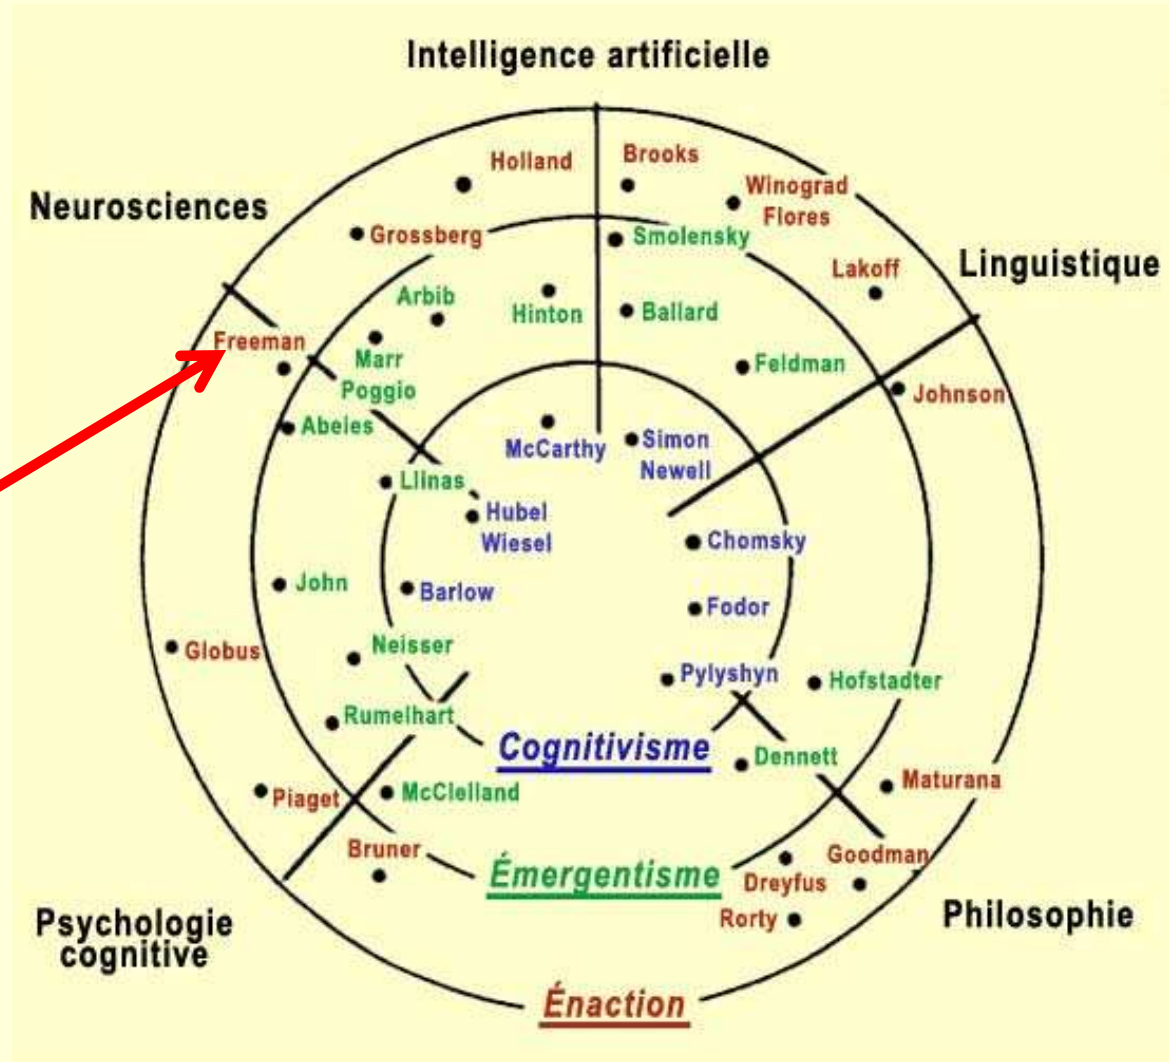 Intelligence artificielle
Holland
Brooks
Winograd
Flores
Neurosciences
Grossberg
Smolensky
Lakoff
Linguistique
Arbib
Hinton
Ballard
Freeman
Marr
Poggio
Feldman
Johnson
Abeles
McCarthy
Simon
Newell
Llinas
Hubel
Wiesel
Chomsky
John
Barlow
Fodor
Globus
Neisser
Pylyshyn
Hofstadter
Rumelhart
Cognitivisme
Dennett
Maturana
Piaget
McClelland
Bruner
Émergentisme
Goodman
Dreyfus
Rorty
Psychologie
cognitive
Philosophie
Énaction